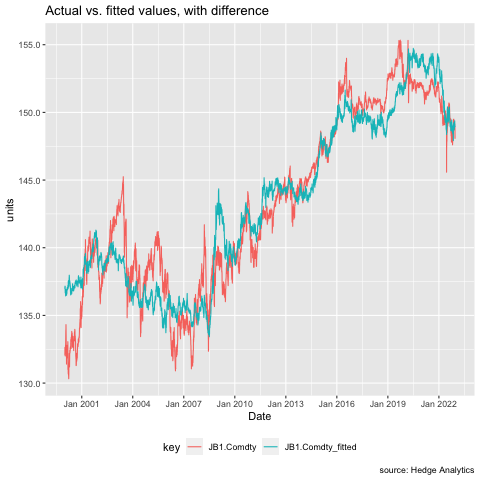 Actual vs. fitted values, with difference
155.0
150.0
145.0
140.0
135.0
130.0
units
Jan 2001 Jan 2004 Jan 2007 Jan 2010 Jan 2013 Jan 2016 Jan 2019 Jan 2022
Date
key JB1.Comdty JB1.Comdty_fitted
source: Hedge Analytics